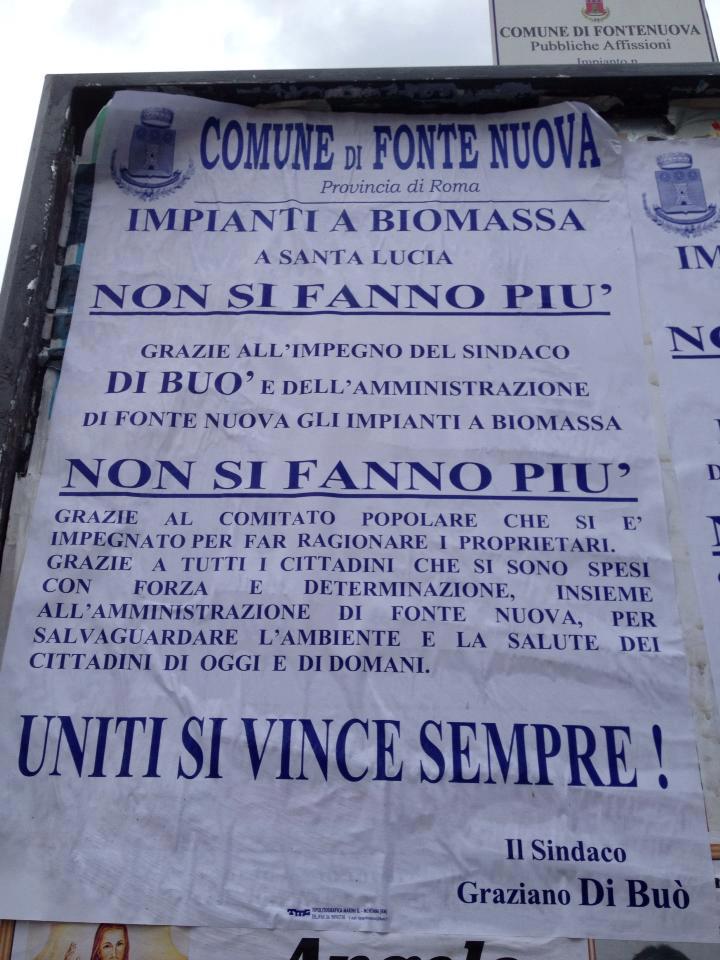 COMUNE DI FONTENUOVA
Pubbliche Affissioni
Impianto n.
COMUNE DI FONTE NUOVA
Provincia di Roma
IMPIANTI A BIOMASSA
A SANTA LUCIA
NON SI FANNO PIU'
GRAZIE ALL'IMPEGNO DEL SINDACO
DI BUO' E DELL'AMMINISTRAZIONE
DI FONTE NUOVA GLI IMPIANTI A BIOMASSA
NON SI FANNO PIU'
GRAZIE AL COMITATO POPOLARE CHE SI E'
IMPEGNATO PER FAR RAGIONARE I PROPRIETARI.
GRAZIE A TUTTI I CITTADINI CHE SI SONO SPESI
CON FORZA E DETERMINAZIONE, INSIEME
ALL'AMMINISTRAZIONE DI FONTE NUOVA, PER
SALVAGUARDARE L'AMBIENTE E LA SALUTE DEI
CITTADINI DI OGGI E DI DOMANI.
UNITI SI VINCE SEMPRE !
Il Sindaco
Graziano Di Buò
IM
NO
D